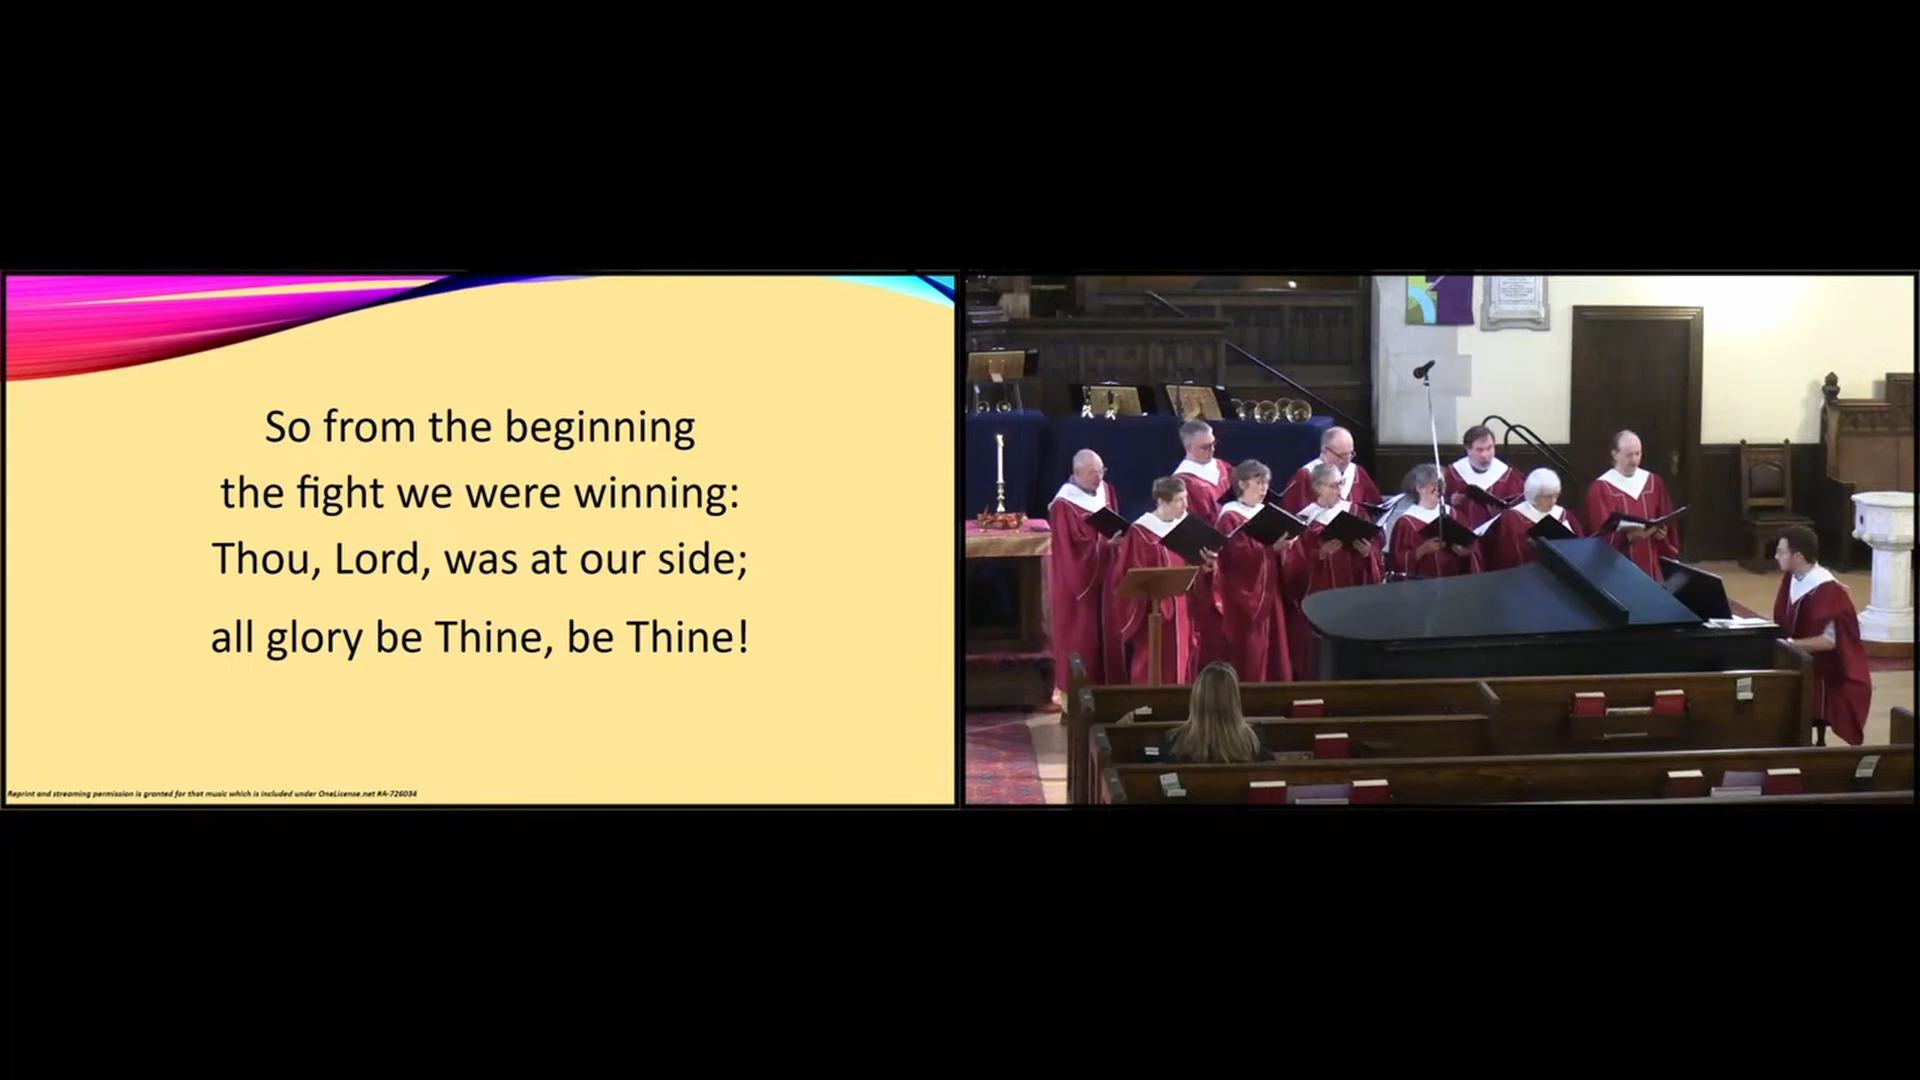 So from the beginning
the fight we were winning:
Thou, Lord, was at our side;
all glory be Thine, be Thine!
Reprint and streaming permission is granted for that music which is included under OneLicense.net #A-726034